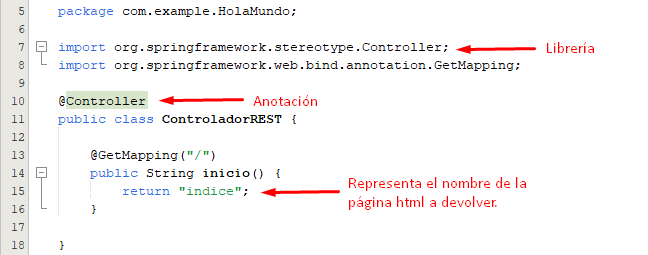 5 package com.example.HolaMundo;
6
7 import org.springframework.stereotype.Controller; Librería
8 import org.springframework.web.bind.annotation.GetMapping;
9
10 @Controller Anotación
11 public class ControladorREST {
12
13 @GetMapping("/")
14 public String inicio() {
15 return "indice"; Representa el nombre de la
página html a devolver.
16 }
17
18 }